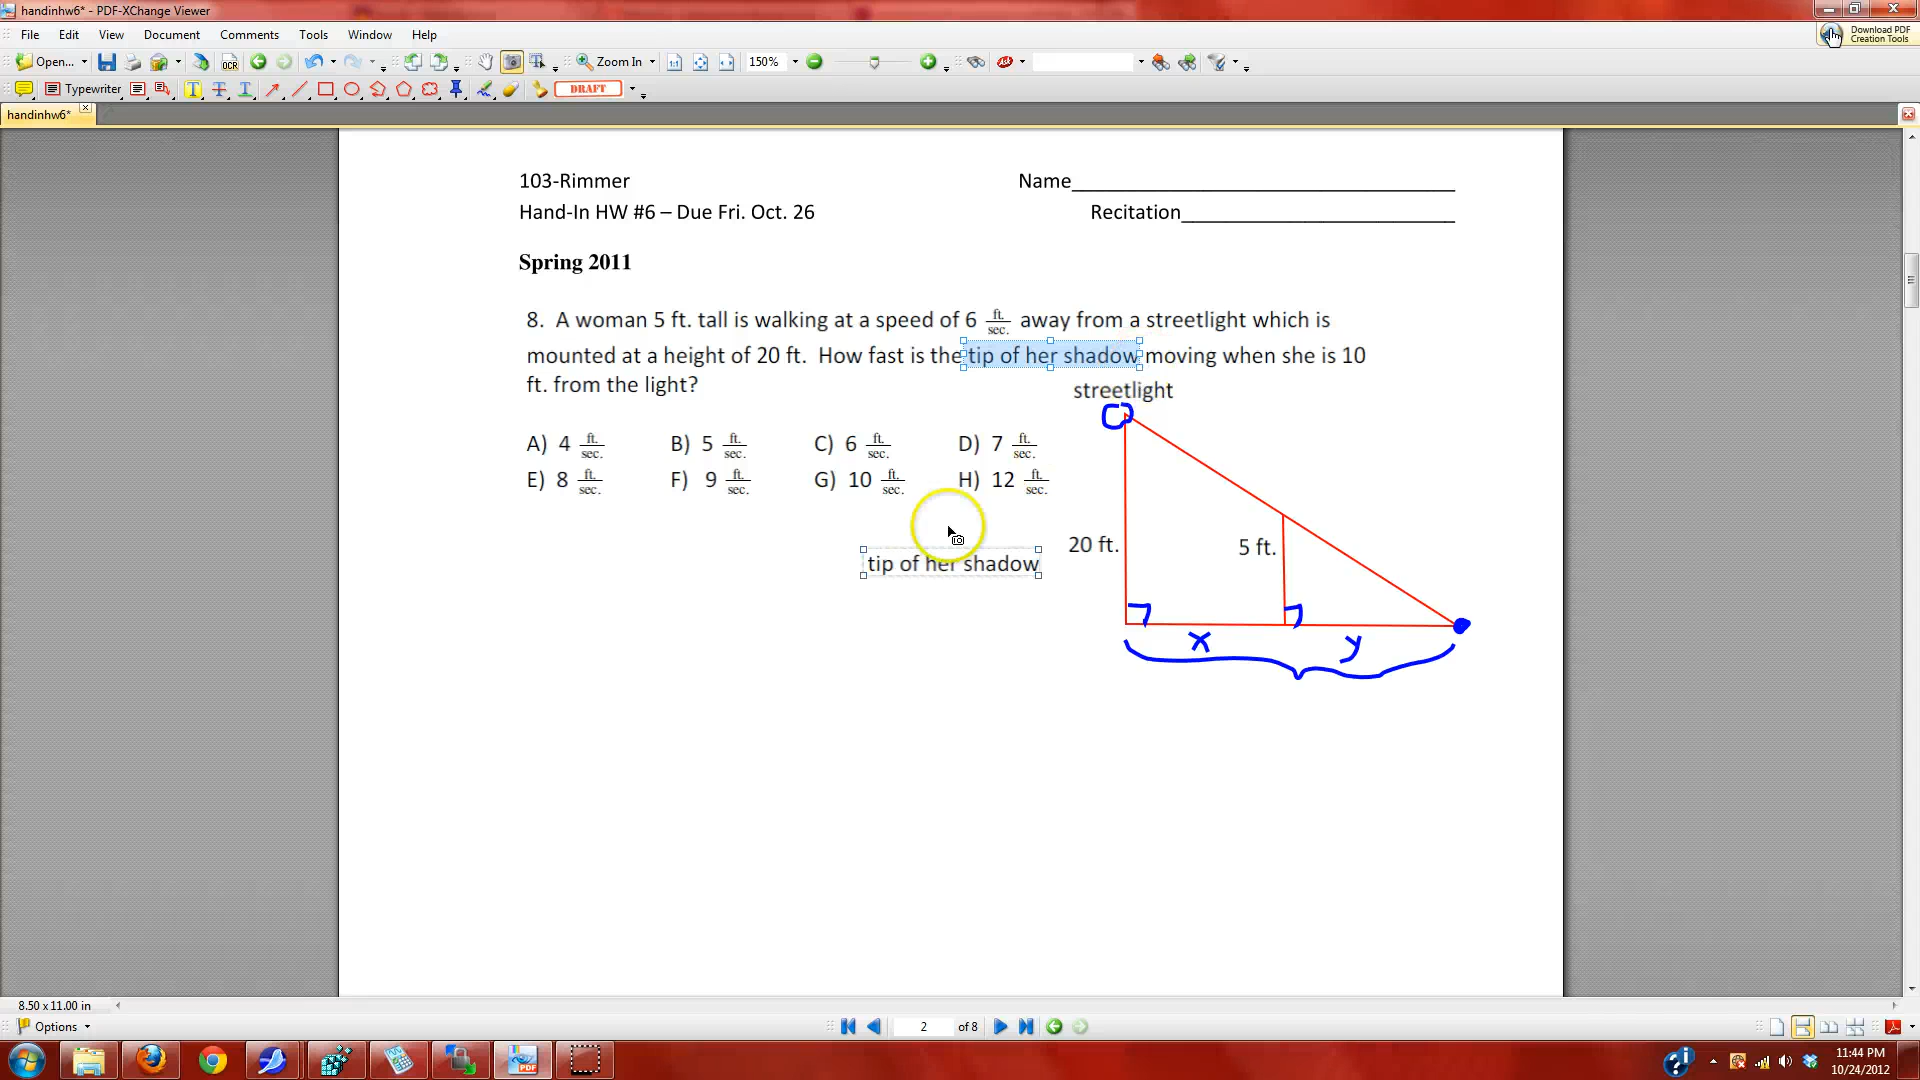 handinhw6* - PDF-XChange Viewer
File Edit View Document Comments Tools Window Help
Download PDF
Creation Tools
Open... OCR Zoom In 150%
Typewriter DRAFT
handinhw6*
103-Rimmer Name
Hand-In HW #6 – Due Fri. Oct. 26 Recitation
Spring 2011
8. A woman 5 ft. tall is walking at a speed of 6 ft./sec. away from a streetlight which is
mounted at a height of 20 ft. How fast is the tip of her shadow moving when she is 10
ft. from the light?
streetlight
A) 4 ft./sec. B) 5 ft./sec. C) 6 ft./sec. D) 7 ft./sec.
E) 8 ft./sec. F) 9 ft./sec. G) 10 ft./sec. H) 12 ft./sec.
20 ft. 5 ft.
tip of her shadow
x y
8.50 x 11.00 in
Options 2 of 8
PDF
11:44 PM
10/24/2012